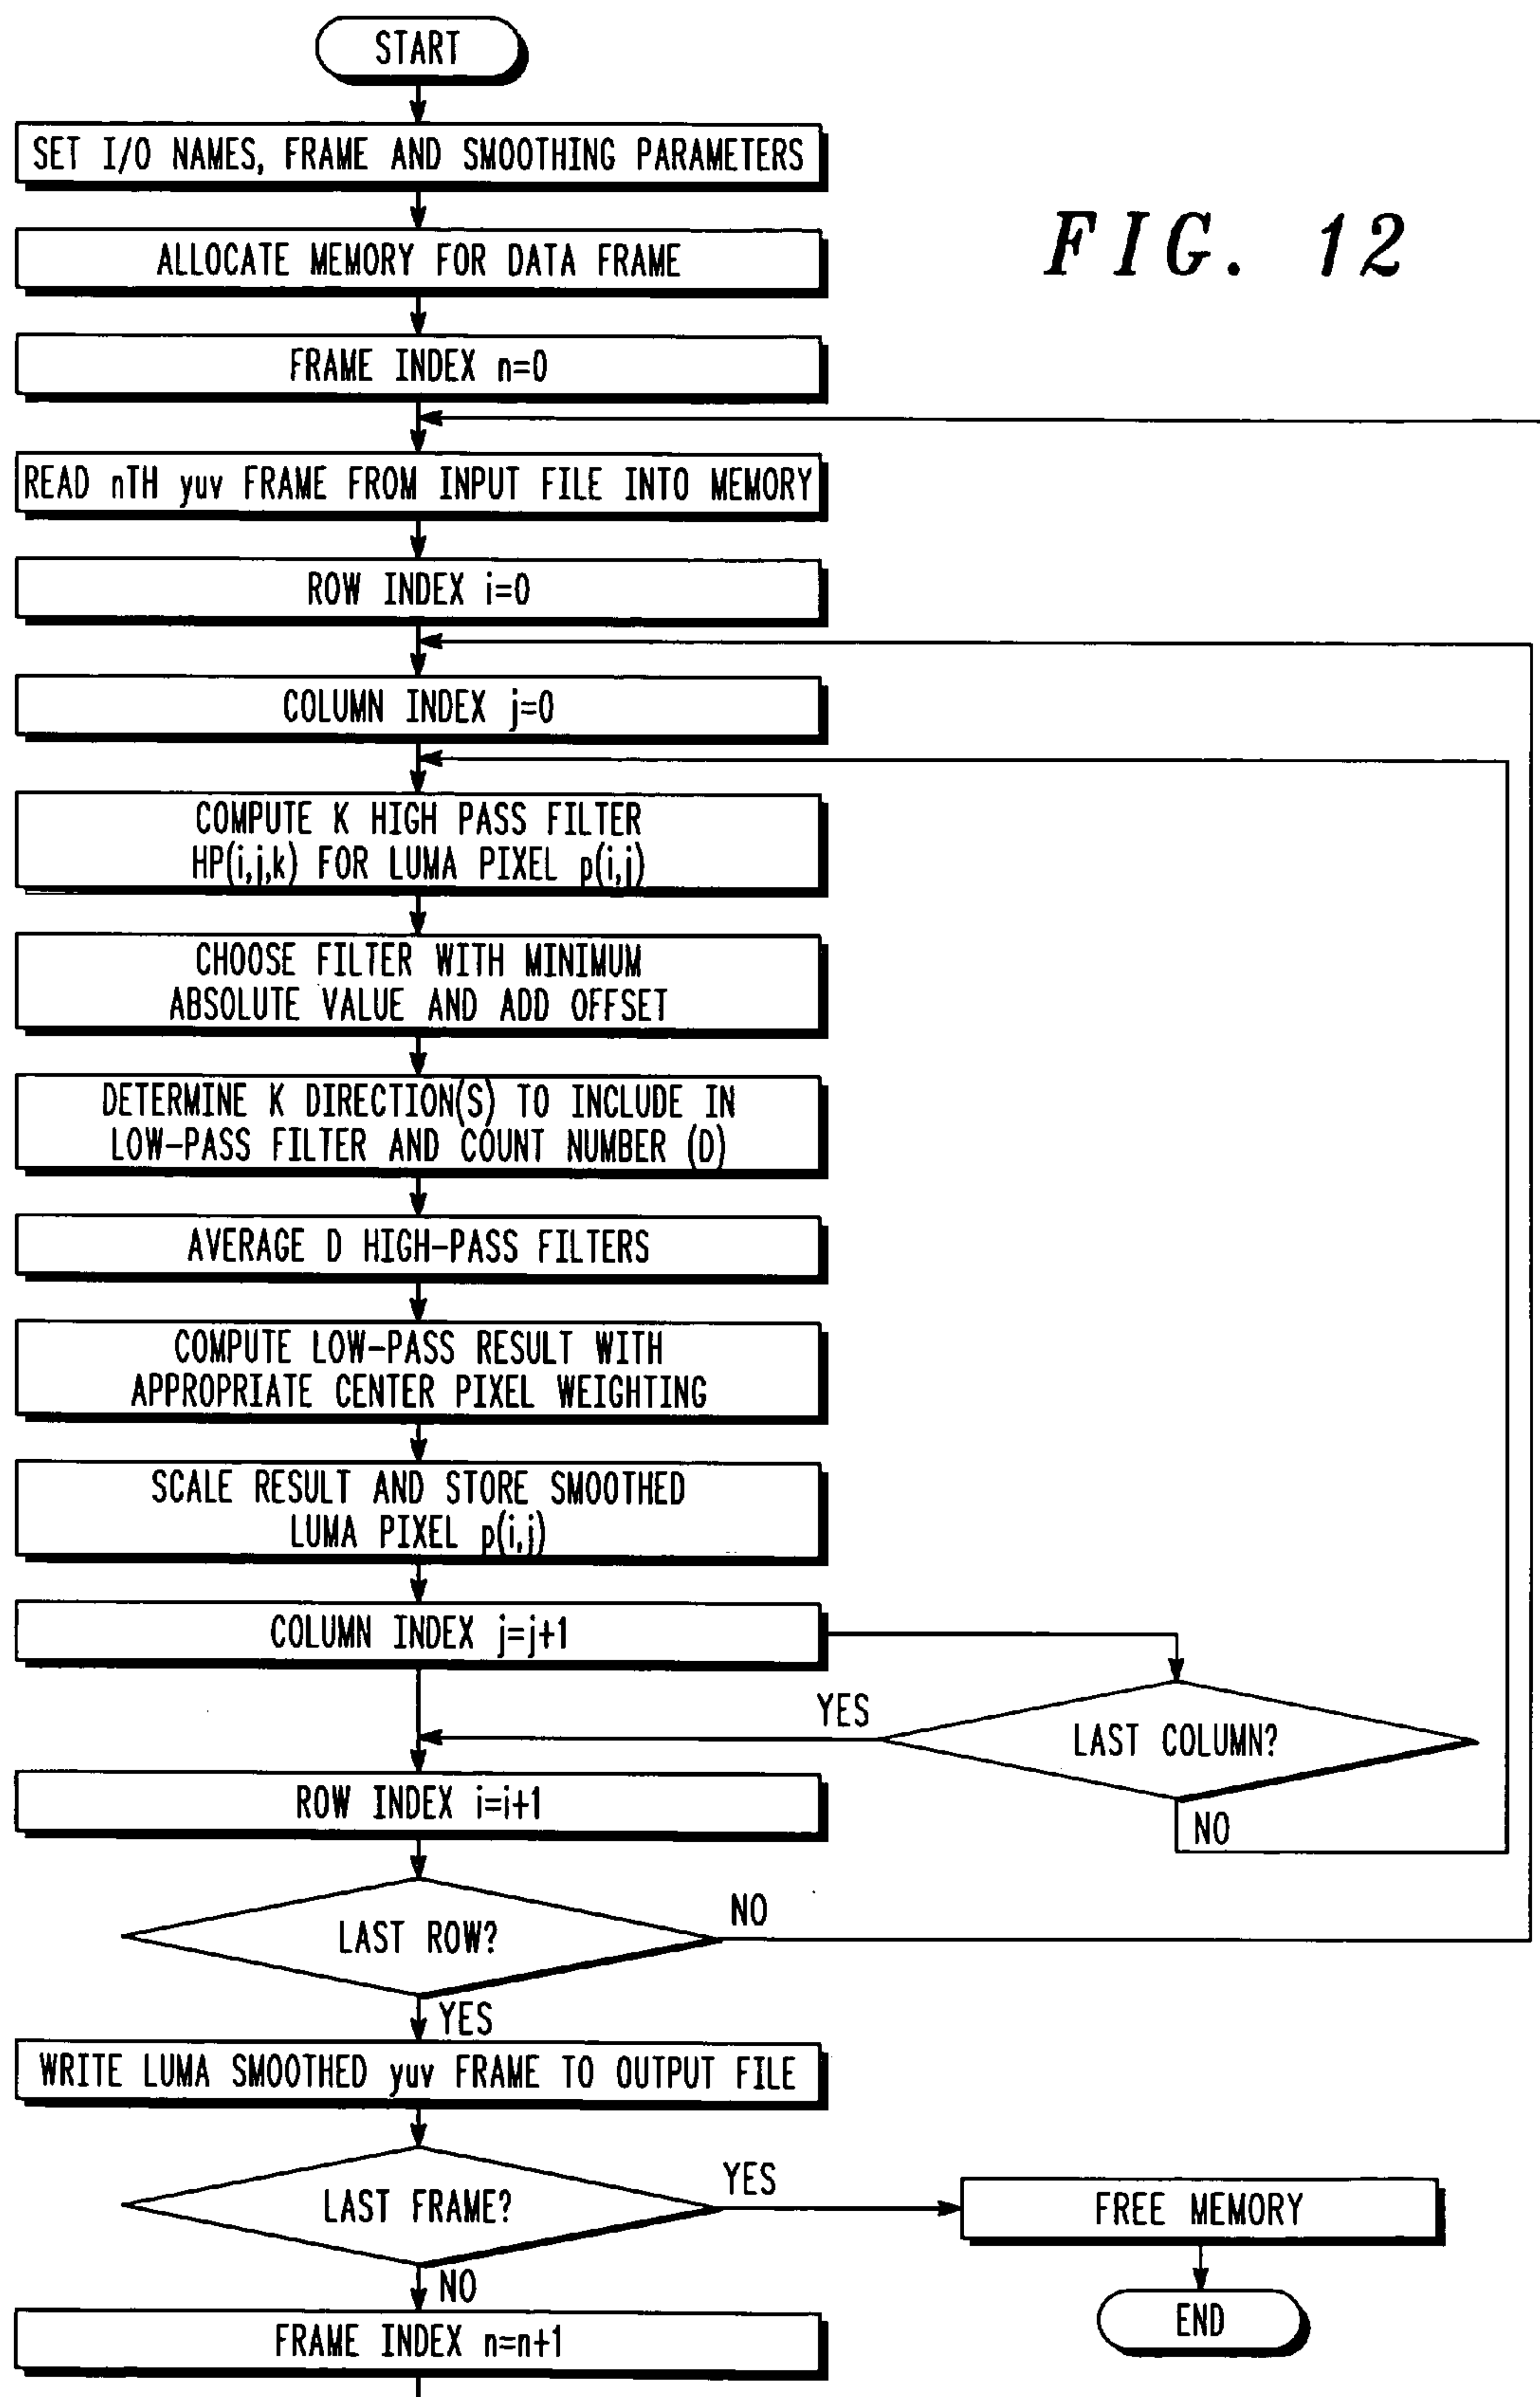 START
SET I/O NAMES, FRAME AND SMOOTHING PARAMETERS
FIG. 12
ALLOCATE MEMORY FOR DATA FRAME
FRAME INDEX n=0
READ nTH yuv FRAME FROM INPUT FILE INTO MEMORY
ROW INDEX i=0
COLUMN INDEX j=0
COMPUTE K HIGH PASS FILTER
HP(i,j,k) FOR LUMA PIXEL p(i,j)
CHOOSE FILTER WITH MINIMUM
ABSOLUTE VALUE AND ADD OFFSET
DETERMINE K DIRECTION(S) TO INCLUDE IN
LOW-PASS FILTER AND COUNT NUMBER (D)
AVERAGE D HIGH-PASS FILTERS
COMPUTE LOW-PASS RESULT WITH
APPROPRIATE CENTER PIXEL WEIGHTING
SCALE RESULT AND STORE SMOOTHED
LUMA PIXEL p(i,j)
COLUMN INDEX j=j+1
YES
LAST COLUMN?
ROW INDEX i=i+1
NO
LAST ROW?
NO
YES
WRITE LUMA SMOOTHED yuv FRAME TO OUTPUT FILE
LAST FRAME?
YES
FREE MEMORY
NO
END
FRAME INDEX n=n+1